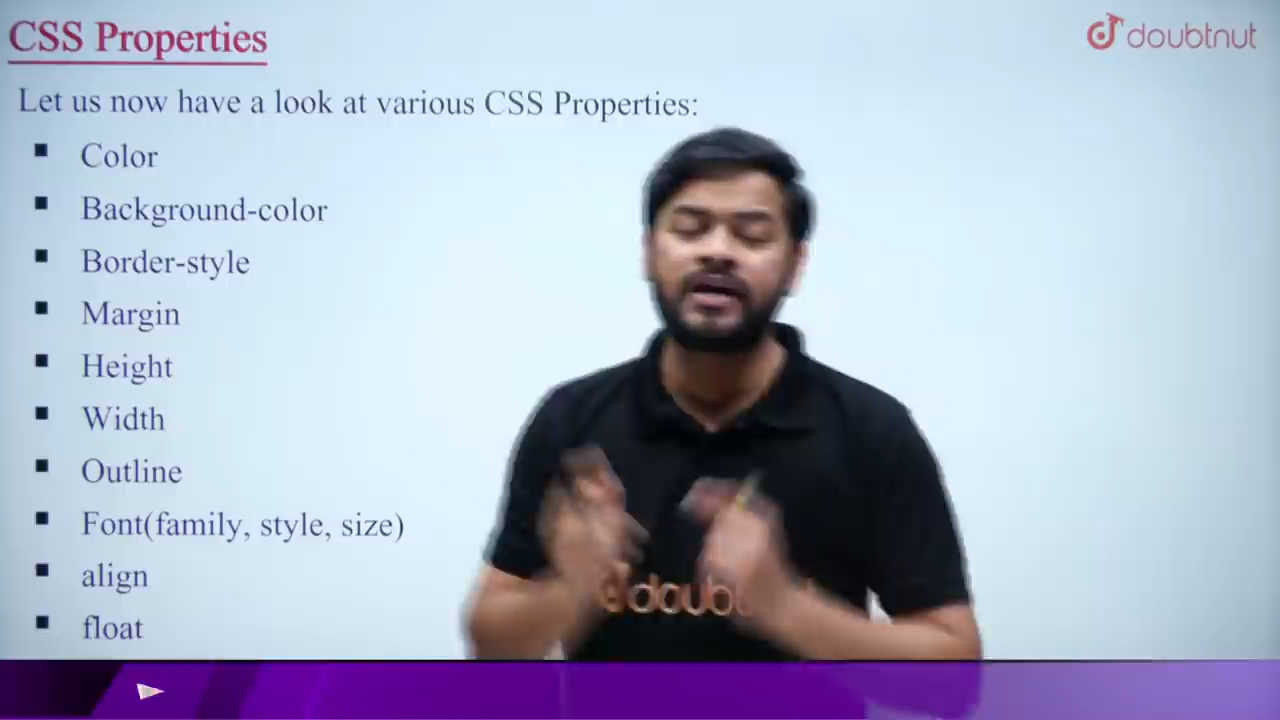 CSS Properties
doubtnut
Let us now have a look at various CSS Properties:
Color
Background-color
Border-style
Margin
Height
Width
Outline
Font(family, style, size)
align
float